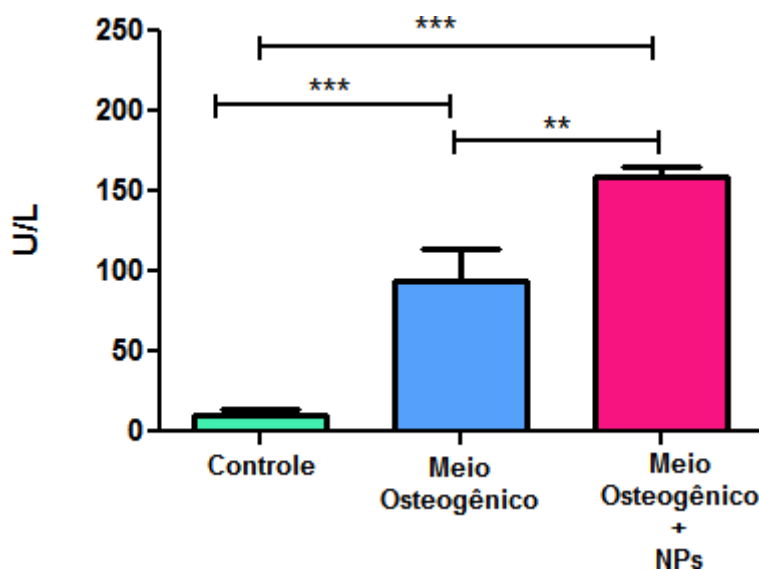 250
200
150
100
50
0
U/L
***
***
**
Controle
Meio
Osteogênico
Meio
Osteogênico
+
NPs